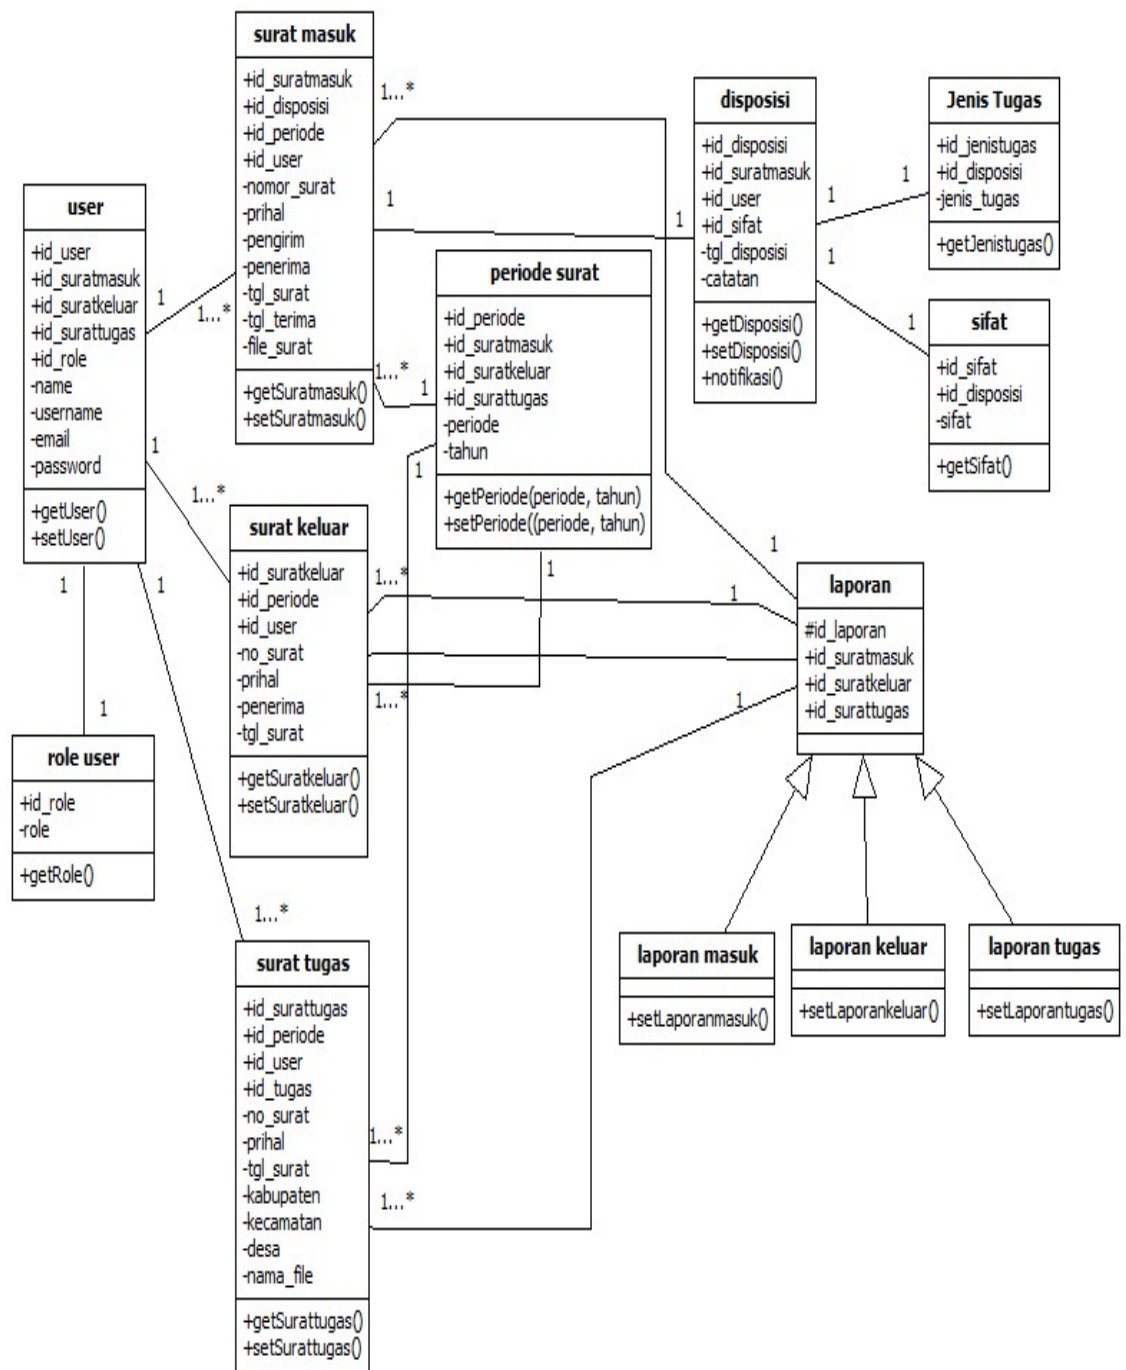 surat masuk
+id_suratmasuk
+id_disposisi
+id_periode
+id_user
-nomor_surat
-prihal
-pengirim
-penerima
-tgl_surat
-tgl_terima
-file_surat
+getSuratmasuk()
+setSuratmasuk()
1...*
1
1
1...*
1
disposisi
+id_disposisi
+id_suratmasuk
+id_user
+id_sifat
-tgl_disposisi
-catatan
+getDisposisi()
+setDisposisi()
+notifikasi()
1
1
1
1
Jenis Tugas
+id_jenistugas
+id_disposisi
-jenis_tugas
+getJenistugas()
sifat
+id_sifat
+id_disposisi
-sifat
+getSifat()
user
+id_user
+id_suratmasuk
+id_suratkeluar
+id_surattugas
+id_role
-name
-username
-email
-password
+getUser()
+setUser()
1
1...*
1
1...*
1
1
1
1...*
periode surat
+id_periode
+id_suratmasuk
+id_suratkeluar
+id_surattugas
-periode
-tahun
+getPeriode(periode, tahun)
+setPeriode((periode, tahun)
1
1
surat keluar
+id_suratkeluar
+id_periode
+id_user
-no_surat
-prihal
-penerima
-tgl_surat
+getSuratkeluar()
+setSuratkeluar()
1...*
1...*
1
1
1
laporan
#id_laporan
+id_suratmasuk
+id_suratkeluar
+id_surattugas
role user
+id_role
-role
+getRole()
surat tugas
+id_surattugas
+id_periode
+id_user
+id_tugas
-no_surat
-prihal
-tgl_surat
-kabupaten
-kecamatan
-desa
-nama_file
+getSurattugas()
+setSurattugas()
1...*
1...*
laporan masuk
+setLaporanmasuk()
laporan keluar
+setLaporankeluar()
laporan tugas
+setLaporantugas()